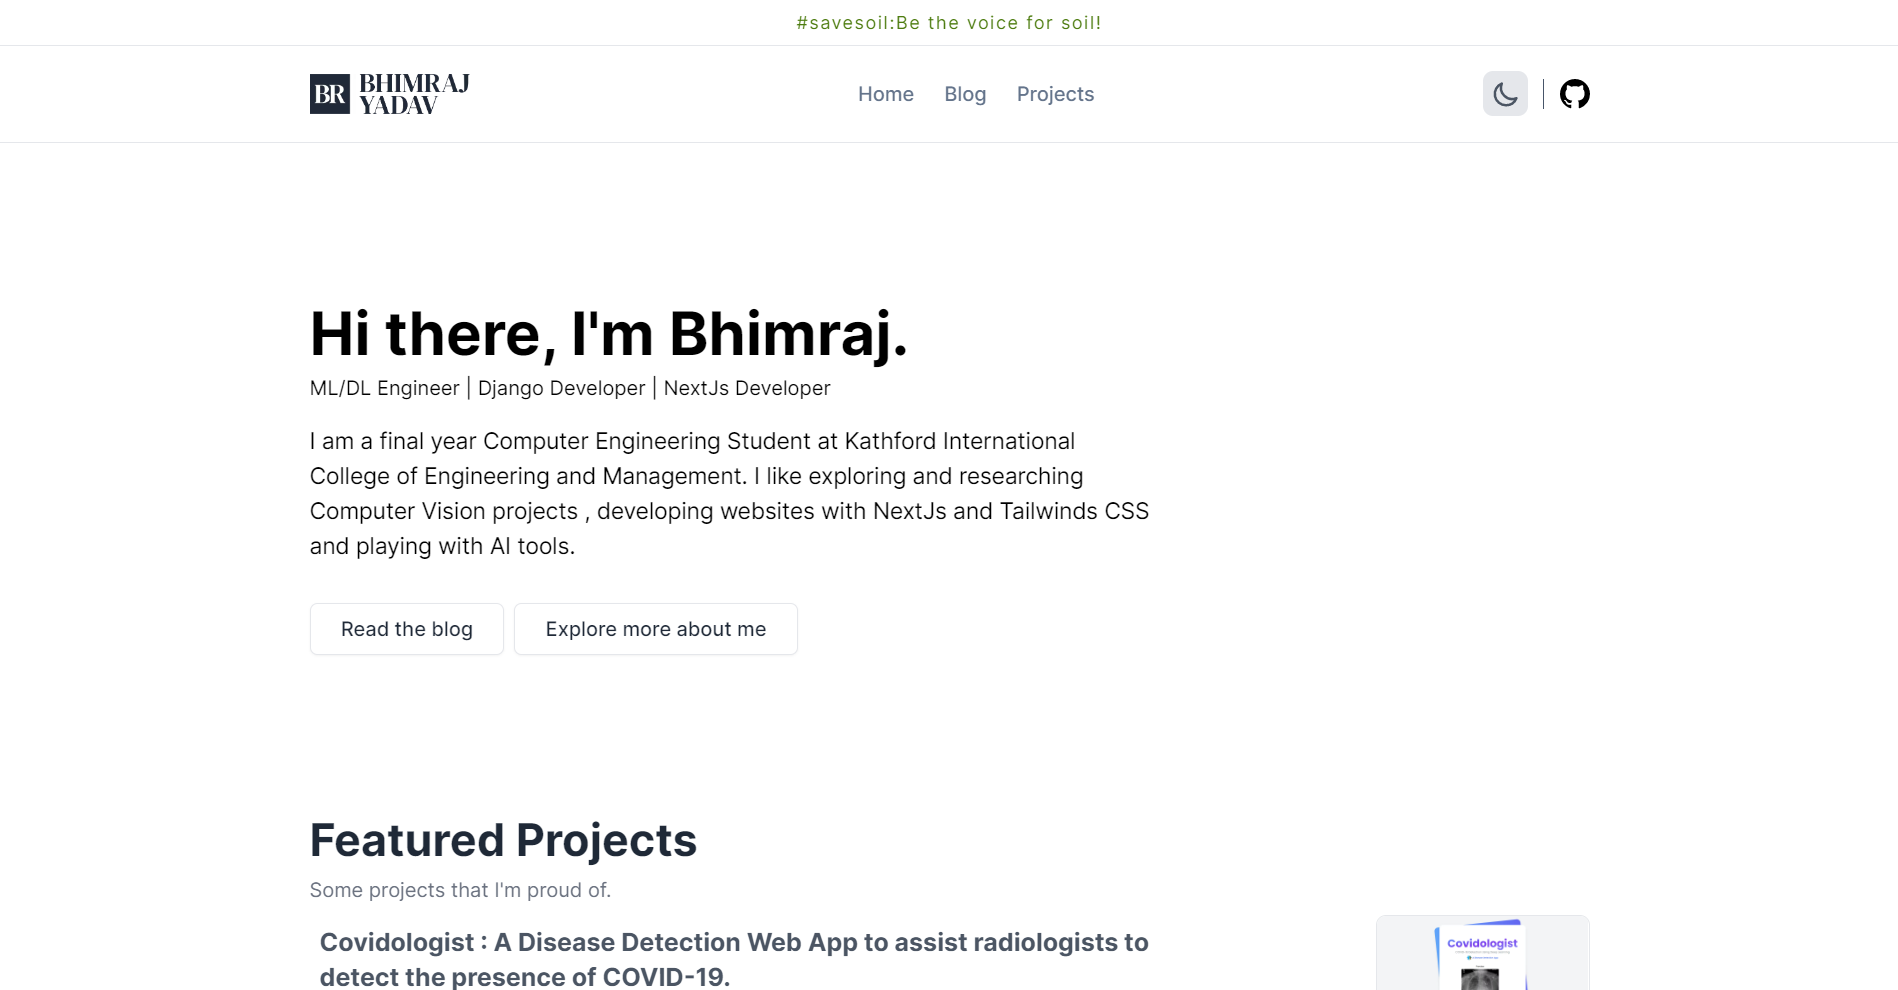 #savesoil:Be the voice for soil!
BR BHIMRAJ
YADAV
Home Blog Projects
Hi there, I'm Bhimraj.
ML/DL Engineer | Django Developer | NextJs Developer
I am a final year Computer Engineering Student at Kathford International
College of Engineering and Management. I like exploring and researching
Computer Vision projects , developing websites with NextJs and Tailwinds CSS
and playing with AI tools.
Read the blog Explore more about me
Featured Projects
Some projects that I'm proud of.
Covidologist : A Disease Detection Web App to assist radiologists to
detect the presence of COVID-19.
Covidologist